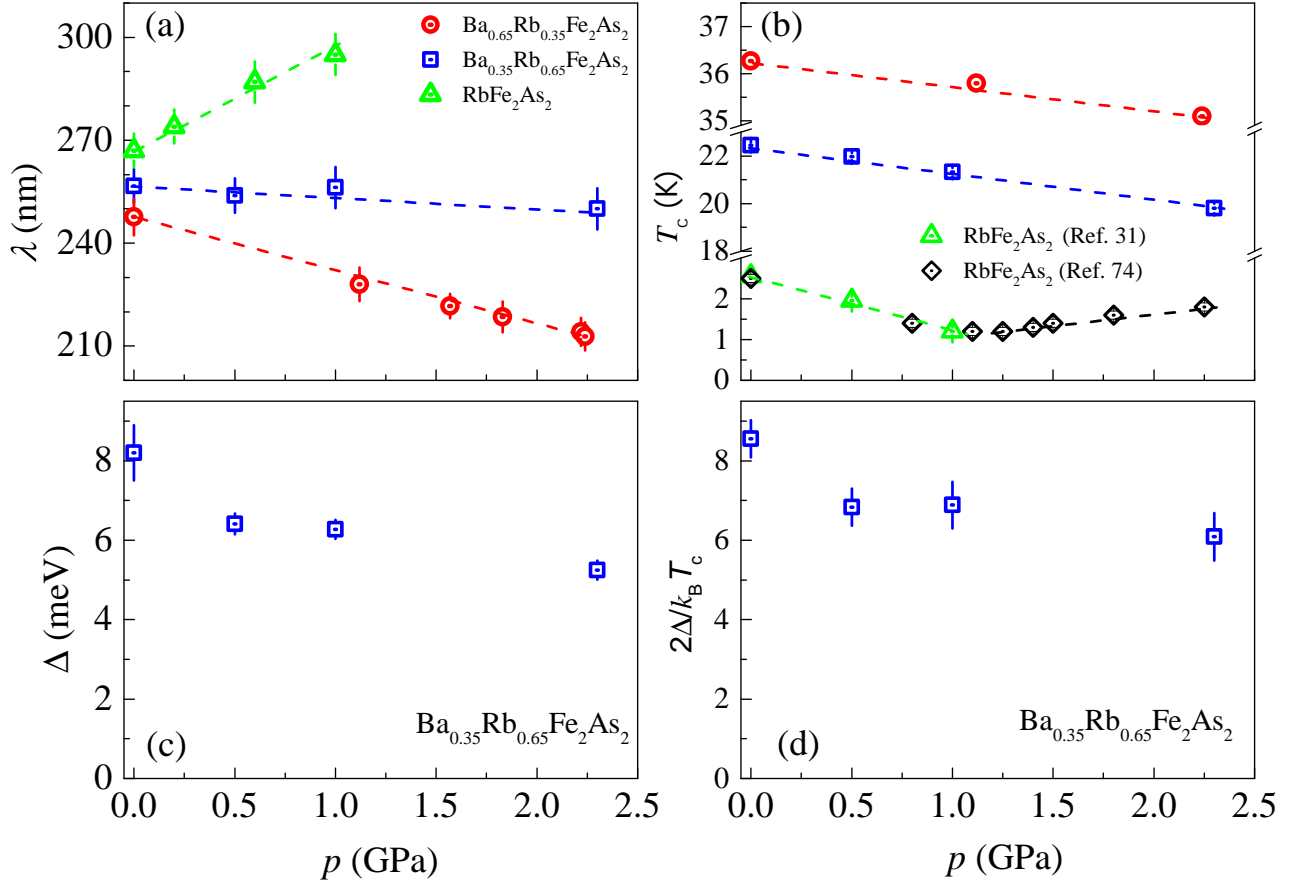 (a)
Ba0.65Rb0.35Fe2As2
Ba0.35Rb0.65Fe2As2
RbFe2As2
300
270
240
210
λ (nm)
(b)
37
36
35
22
20
18
2
1
0
Tc (K)
RbFe2As2 (Ref. 31)
RbFe2As2 (Ref. 74)
8
6
4
2
0
Δ (meV)
(c)
Ba0.35Rb0.65Fe2As2
0.0 0.5 1.0 1.5 2.0 2.5
p (GPa)
8
6
4
2
0
2Δ/kBTc
(d)
Ba0.35Rb0.65Fe2As2
0.0 0.5 1.0 1.5 2.0 2.5
p (GPa)